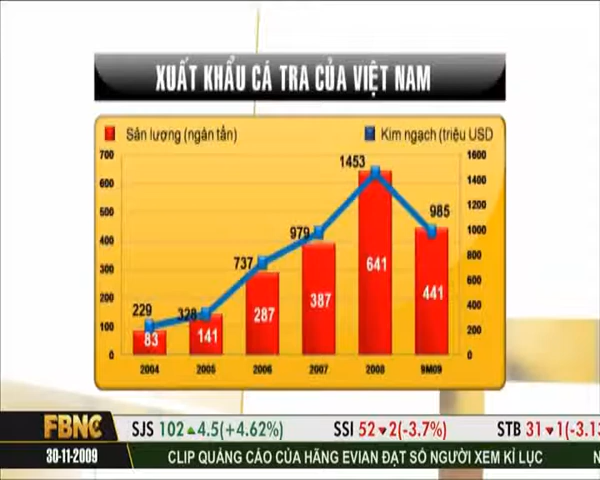 XUẤT KHẨU CÁ TRA CỦA VIỆT NAM
Sản lượng (ngân tấn) Kim ngạch (triệu USD
700 1600
600 1400
500 1200
400 1000
300 800
200 600
100 400
0 200
0
229 328 737 979 1453 985
83 141 287 387 641 441
2004 2005 2006 2007 2008 9M09
FBNC SJS 102 ▲ 4.5(+4.62%) SSI 52 ▼ 2(-3.7%) STB 31 ▼ 1(-3.13
30-11-2009 CLIP QUẢNG CÁO CỦA HÃNG EVIAN ĐẠT SỐ NGƯỜI XEM KỈ LỤC N